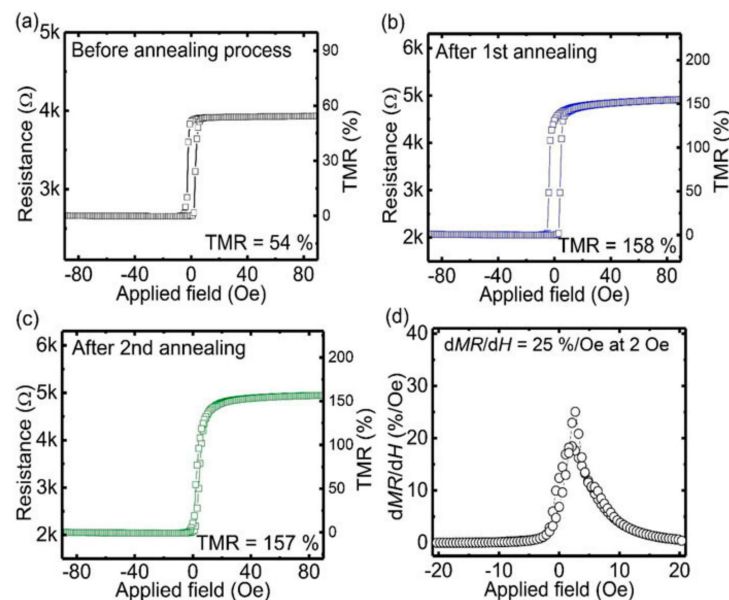 (a)
Before annealing process
5k
4k
3k
Resistance (Ω)
90
60
30
0
TMR (%)
TMR = 54 %
-80 -40 0 40 80
Applied field (Oe)
(b)
After 1st annealing
6k
5k
4k
3k
2k
Resistance (Ω)
200
150
100
50
0
TMR (%)
TMR = 158 %
-80 -40 0 40 80
Applied field (Oe)
(c)
After 2nd annealing
6k
5k
4k
3k
2k
Resistance (Ω)
200
150
100
50
0
TMR (%)
TMR = 157 %
-80 -40 0 40 80
Applied field (Oe)
(d)
dMR/dH = 25 %/Oe at 2 Oe
40
30
20
10
0
dMR/dH (%/Oe)
-20 -10 0 10 20
Applied field (Oe)